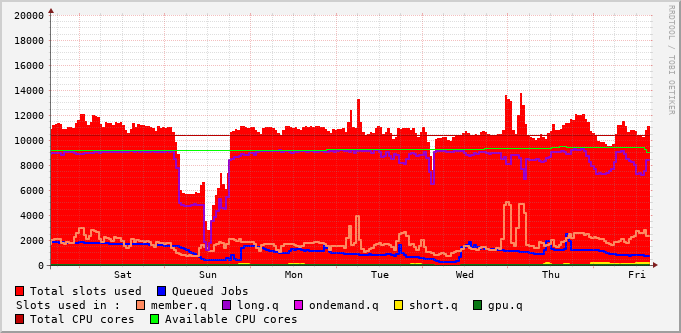 RRDTOOL / TOBI OETIKER
20000
18000
16000
14000
12000
10000
8000
6000
4000
2000
0
Sat Sun Mon Tue Wed Thu Fri
Total slots used Queued Jobs
Slots used in : member.q long.q ondemand.q short.q gpu.q
Total CPU cores Available CPU cores